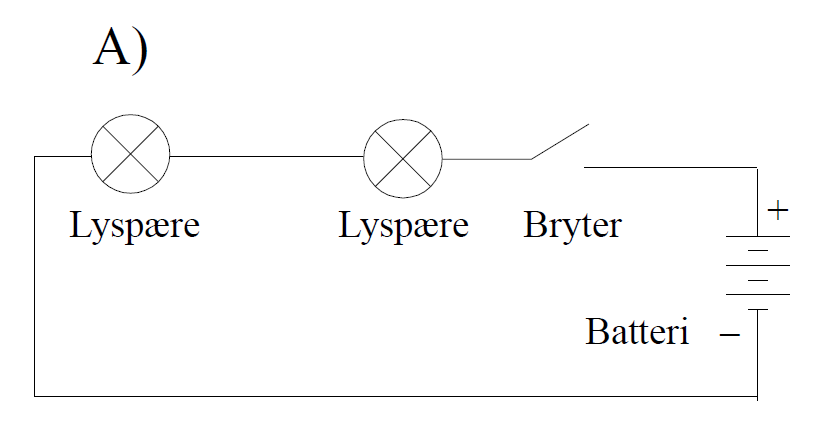 A)
Lyspære
Lyspære
Bryter
+
Batteri
–